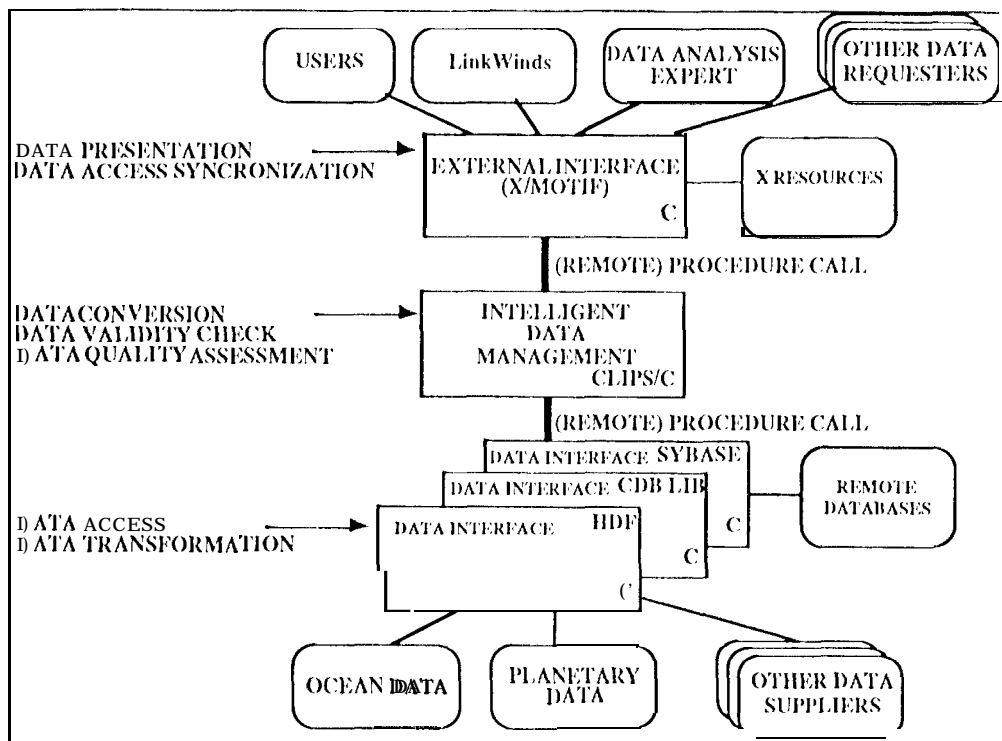 USERS
LinkWinds
DATA ANALYSIS
EXPERT
OTHER DATA
REQUESTERS
DATA PRESENTATION
DATA ACCESS SYNCRONIZATION
EXTERNAL INTERFACE
(X/MOTIF)
C
X RESOURCES
(REMOTE) PROCEDURE CALL
DATACONVERSION
DATA VALIDITY CHECK
I) ATA QUALITY ASSESSMENT
INTELLIGENT
DATA
MANAGEMENT
CLIPS/C
(REMOTE) PROCEDURE CALL
DATA INTERFACE SYBASE
C
DATA INTERFACE CDB LIB
C
DATA INTERFACE HDF
C
REMOTE
DATABASES
I) ATA ACCESS
I) ATA TRANSFORMATION
OCEAN DATA
PLANETARY
DATA
OTHER DATA
SUPPLIERS